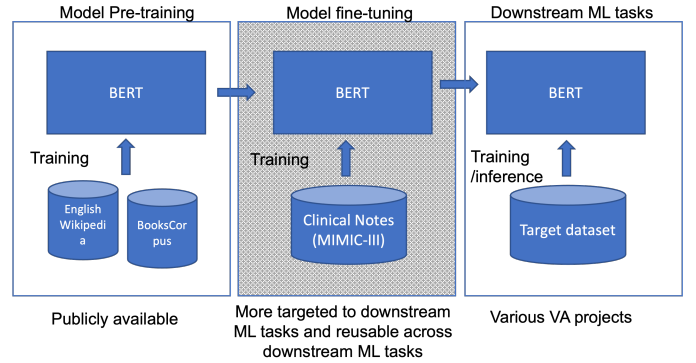 Model Pre-training
BERT
Training
English
Wikipedi
a
BooksCor
pus
Publicly available
Model fine-tuning
BERT
Training
Clinical Notes
(MIMIC-III)
More targeted to downstream
ML tasks and reusable across
downstream ML tasks
Downstream ML tasks
BERT
Training
/inference
Target dataset
Various VA projects